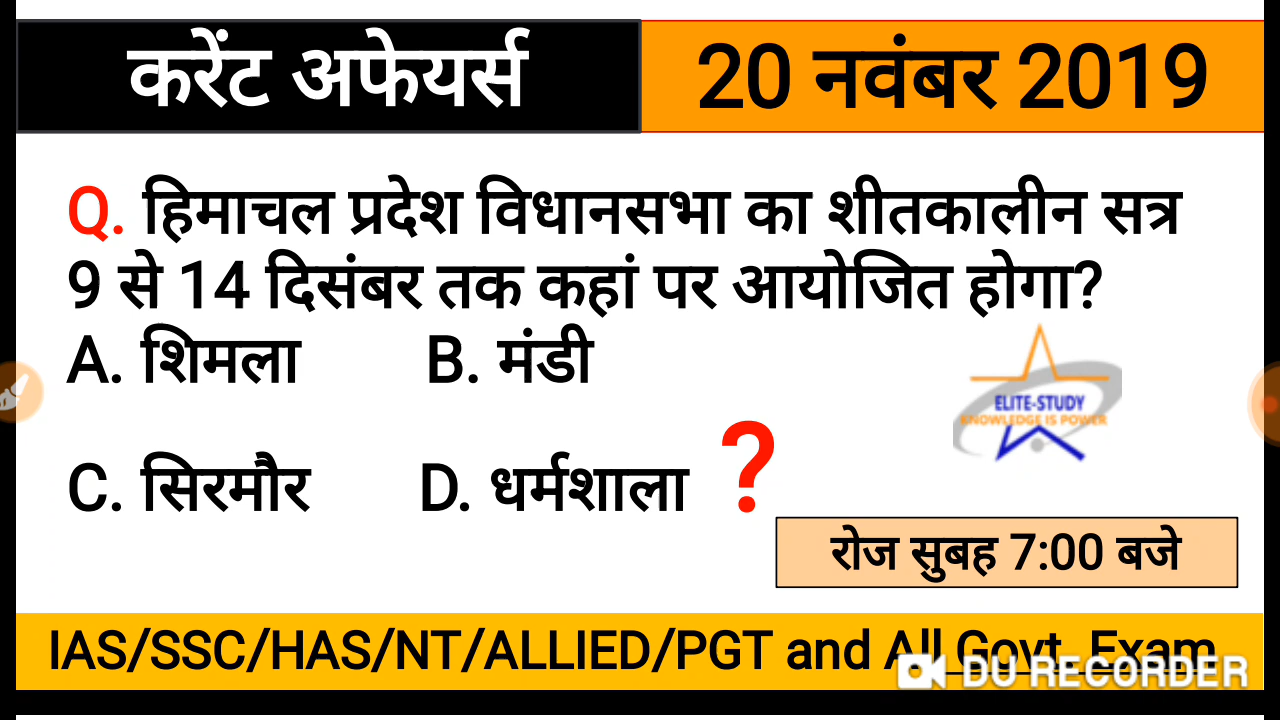 करेंट अफेयर्स 20 नवंबर 2019
Q. हिमाचल प्रदेश विधानसभा का शीतकालीन सत्र
9 से 14 दिसंबर तक कहां पर आयोजित होगा?
A. शिमला B. मंडी
ELITE-STUDY
KNOWLEDGE IS POWER
C. सिरमौर D. धर्मशाला ?
रोज सुबह 7:00 बजे
IAS/SSC/HAS/NT/ALLIED/PGT and All Govt. Exam
DU RECORDER